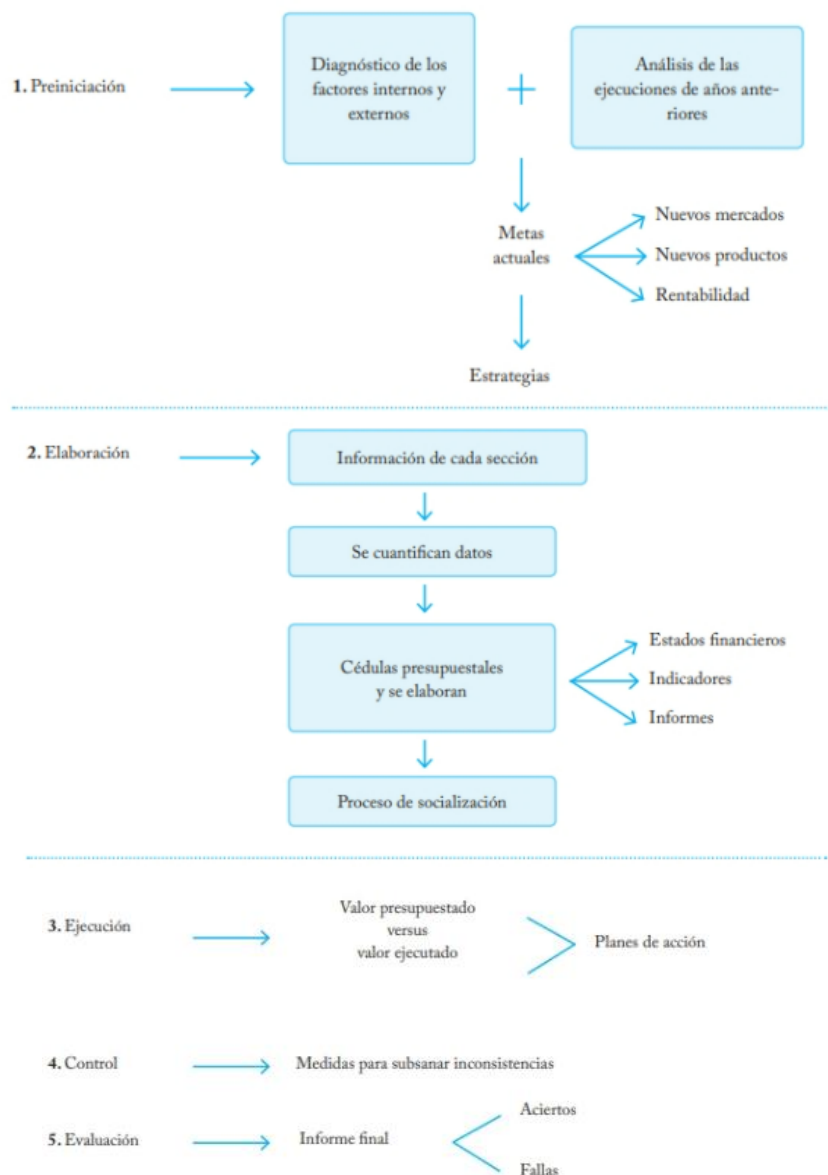 1. Preiniciación
Diagnóstico de los
factores internos y
externos
+
Análisis de las
ejecuciones de años ante-
riores
Metas
actuales
Nuevos mercados
Nuevos productos
Rentabilidad
Estrategias
2. Elaboración
Información de cada sección
Se cuantifican datos
Cédulas presupuestales
y se elaboran
Estados financieros
Indicadores
Informes
Proceso de socialización
3. Ejecución
Valor presupuestado
versus
valor ejecutado
Planes de acción
4. Control
Medidas para subsanar inconsistencias
5. Evaluación
Informe final
Aciertos
Fallas